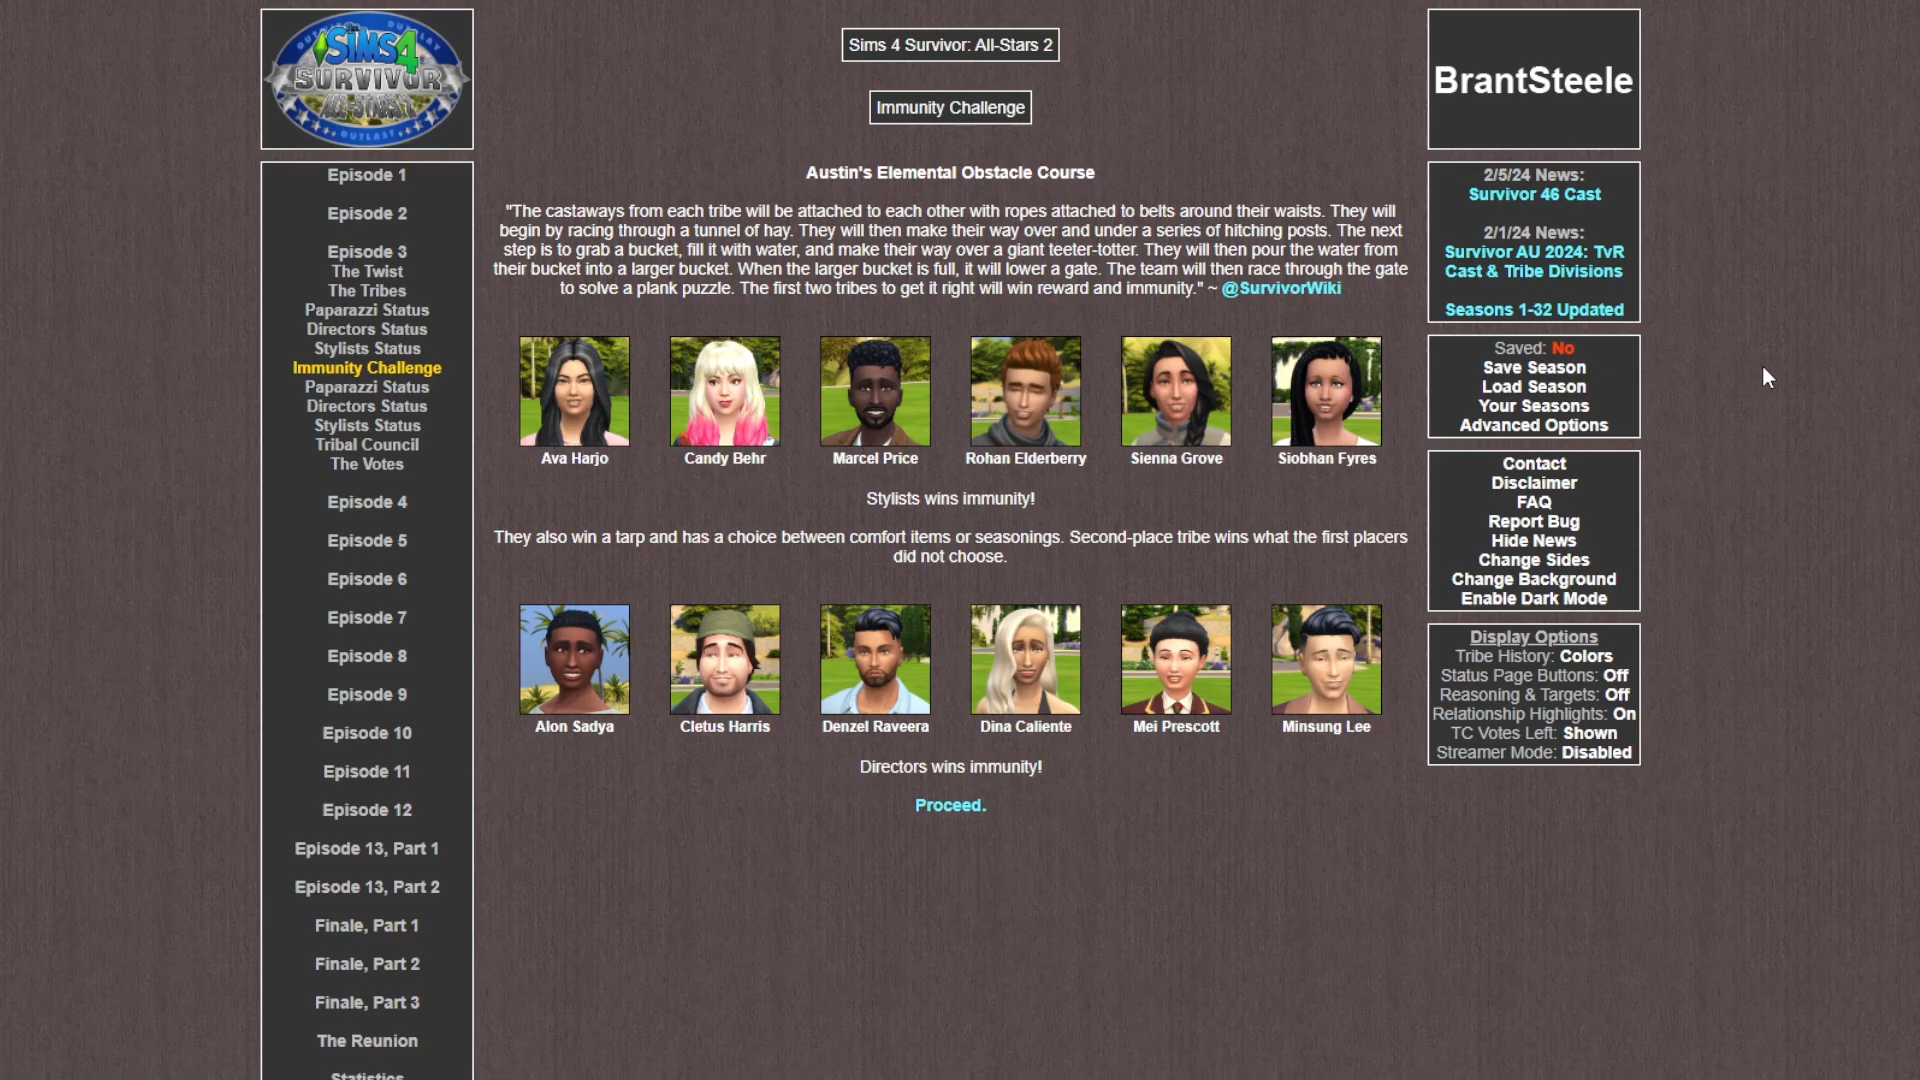 OUTWIT OUTPLAY
The SIMS 4
SURVIVOR
ALL-STARS 2
OUTLAST
Episode 1
Episode 2
Episode 3
The Twist
The Tribes
Paparazzi Status
Directors Status
Stylists Status
Immunity Challenge
Paparazzi Status
Directors Status
Stylists Status
Tribal Council
The Votes
Episode 4
Episode 5
Episode 6
Episode 7
Episode 8
Episode 9
Episode 10
Episode 11
Episode 12
Episode 13, Part 1
Episode 13, Part 2
Finale, Part 1
Finale, Part 2
Finale, Part 3
The Reunion
Statistics
Sims 4 Survivor: All-Stars 2
Immunity Challenge
Austin's Elemental Obstacle Course
"The castaways from each tribe will be attached to each other with ropes attached to belts around their waists. They will
begin by racing through a tunnel of hay. They will then make their way over and under a series of hitching posts. The next
step is to grab a bucket, fill it with water, and make their way over a giant teeter-totter. They will then pour the water from
their bucket into a larger bucket. When the larger bucket is full, it will lower a gate. The team will then race through the gate
to solve a plank puzzle. The first two tribes to get it right will win reward and immunity." ~ @SurvivorWiki
Ava Harjo Candy Behr Marcel Price Rohan Elderberry Sienna Grove Siobhan Fyres
Stylists wins immunity!
They also win a tarp and has a choice between comfort items or seasonings. Second-place tribe wins what the first placers
did not choose.
Alon Sadya Cletus Harris Denzel Raveera Dina Caliente Mei Prescott Minsung Lee
Directors wins immunity!
Proceed.
BrantSteele
2/5/24 News:
Survivor 46 Cast
2/1/24 News:
Survivor AU 2024: TvR
Cast & Tribe Divisions
Seasons 1-32 Updated
Saved: No
Save Season
Load Season
Your Seasons
Advanced Options
Contact
Disclaimer
FAQ
Report Bug
Hide News
Change Sides
Change Background
Enable Dark Mode
Display Options
Tribe History: Colors
Status Page Buttons: Off
Reasoning & Targets: Off
Relationship Highlights: On
TC Votes Left: Shown
Streamer Mode: Disabled